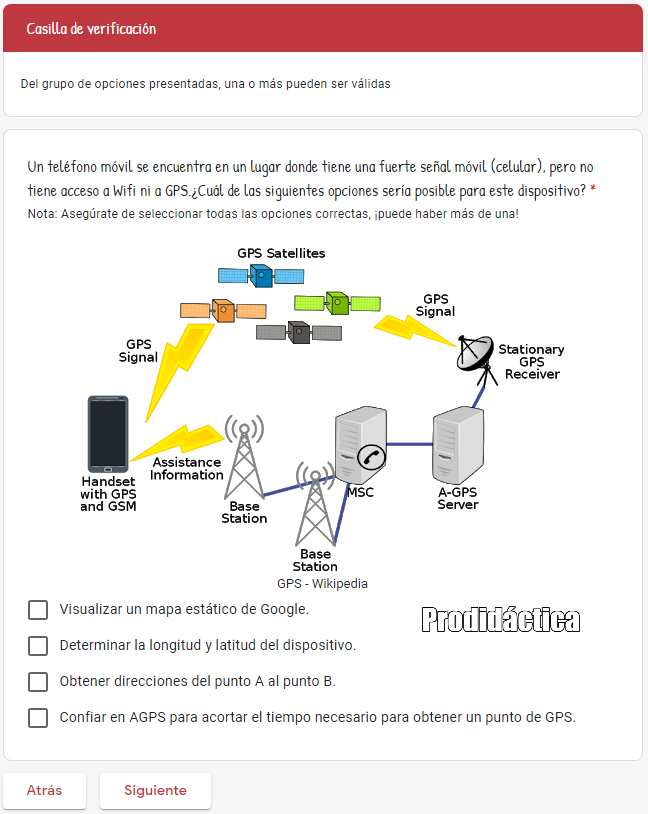 Casilla de verificación
Del grupo de opciones presentadas, una o más pueden ser válidas
Un teléfono móvil se encuentra en un lugar donde tiene una fuerte señal móvil (celular), pero no
tiene acceso a Wifi ni a GPS.¿Cuál de las siguientes opciones sería posible para este dispositivo? *
Nota: Asegúrate de seleccionar todas las opciones correctas, ¡puede haber más de una!
GPS Satellites
GPS
Signal
GPS
Signal
Stationary
GPS
Receiver
Assistance
Information
Handset
with GPS
and GSM
Base
Station
MSC
A-GPS
Server
Base
Station
GPS - Wikipedia
Visualizar un mapa estático de Google.
Prodidáctica
Determinar la longitud y latitud del dispositivo.
Obtener direcciones del punto A al punto B.
Confiar en AGPS para acortar el tiempo necesario para obtener un punto de GPS.
Atrás
Siguiente